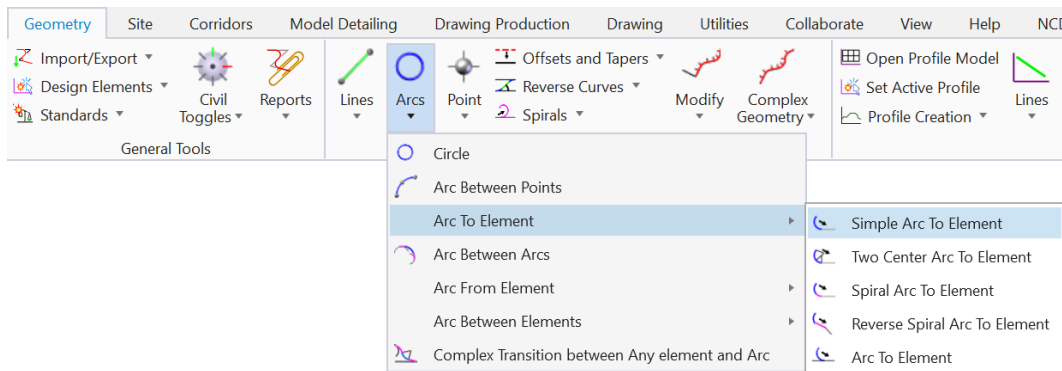 Geometry Site Corridors Model Detailing Drawing Production Drawing Utilities Collaborate View Help
Import/Export
Design Elements
Standards
Civil Toggles
Reports
General Tools
Lines
Arcs
Point
Offsets and Tapers
Reverse Curves
Spirals
Modify
Complex Geometry
Open Profile Model
Set Active Profile
Profile Creation
Lines
Circle
Arc Between Points
Arc To Element
Arc Between Arcs
Arc From Element
Arc Between Elements
Complex Transition between Any element and Arc
Simple Arc To Element
Two Center Arc To Element
Spiral Arc To Element
Reverse Spiral Arc To Element
Arc To Element